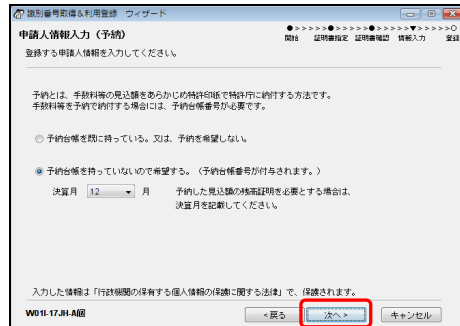 識別番号取得&利用登録 ウィザード
申請人情報入力（予納）
●>>>>>●>>>>>●>>>>>▼>>>>>○
開始 証明書指定 証明書確認 情報入力 登録
登録する申請人情報を入力してください。
予納とは、手数料等の見込額をあらかじめ特許印紙で特許庁に納付する方法です。
手数料等を予納で納付する場合には、予納台帳番号が必要です。
予納台帳を既に持っている。又は、予納を希望しない。
予納台帳を持っていないので希望する。（予納台帳番号が付与されます。）
決算月 12 月 予納した見込額の残高証明を必要とする場合は、
決算月を記載してください。
入力した情報は「行政機関の保有する個人情報の保護に関する法律」で、保護されます。
W01I-17JH-A画 <戻る 次へ> キャンセル